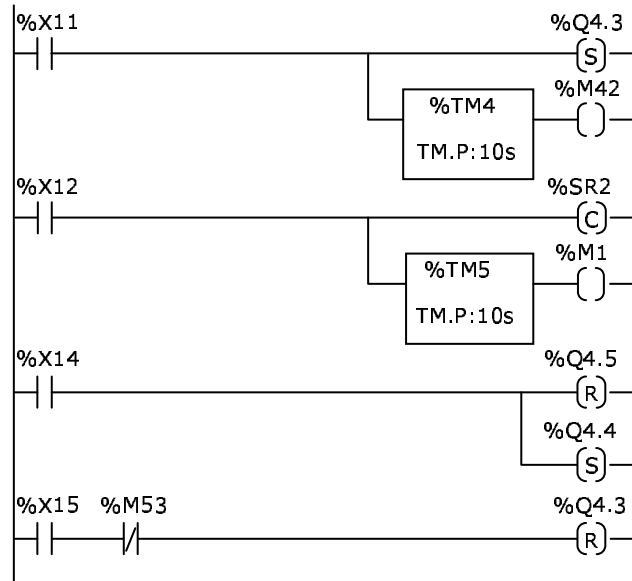 %X11 %Q4.3
S
%M42
%TM4
TM.P:10s
%X12 %SR2
C
%M1
%TM5
TM.P:10s
%X14 %Q4.5
R
%Q4.4
S
%X15 %M53 %Q4.3
R